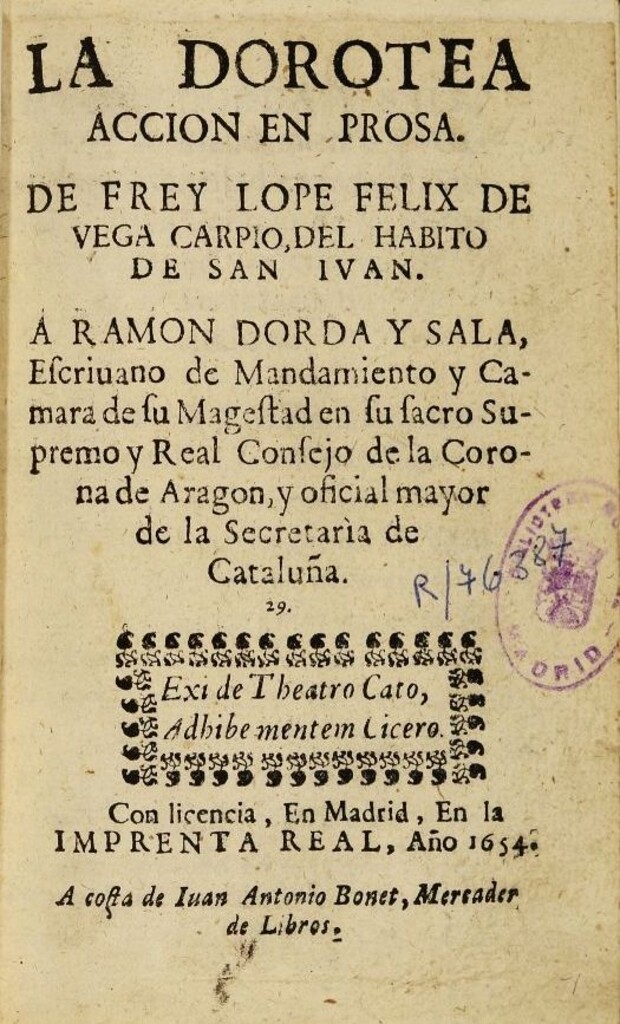 LA DOROTEA
ACCION EN PROSA.
DE FREY LOPE FELIX DE
VEGA CARPIO, DEL HABITO
DE SAN IVAN.
A RAMON DORDA Y SALA,
Eſcriuano de Mandamiento y Ca-
mara de ſu Mageſtad en ſu ſacro Su-
premo y Real Conſejo de la Coro-
na de Aragon, y oficial mayor
de la Secretaria de
Cataluña.
R/76387
29.
Exi de Theatro Cato,
Adhibe mentem Cicero.
MADRID
Con licencia, En Madrid, En la
IMPRENTA REAL, Año 1654.
A coſta de Iuan Antonio Bonet, Mercader
de Libros.